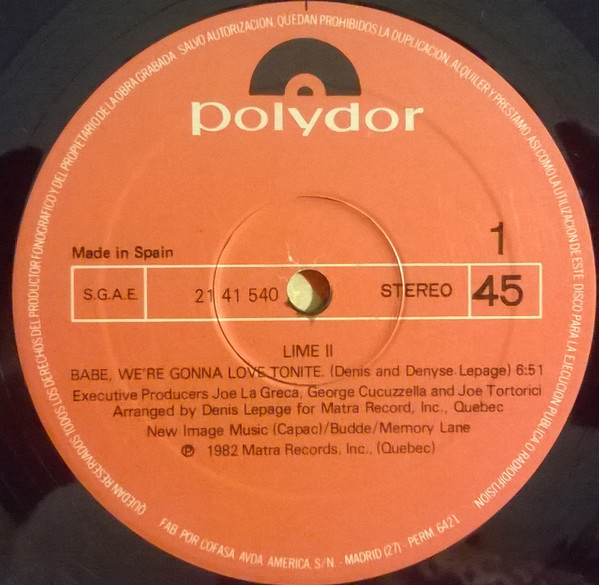 QUEDAN RESERVADAS TODOS LOS DERECHOS DEL PRODUCTOR FONOGRAFICO Y DEL PROPIETARIO DE LA OBRA GRABADA. SALVO AUTORIZACION, QUEDAN PROHIBIDOS LA DUPLICACION, ALQUILER Y PRESTAMO, ASI COMO LA UTILIZACION DE ESTE DISCO PARA LA EJECUCION PUBLICA O RADIODIFUSION
polydor
Made in Spain
1
S.G.A.E. 21 41 540 STEREO 45
LIME II
BABE, WE'RE GONNA LOVE TONITE. (Denis and Denyse Lepage) 6:51
Executive Producers Joe La Greca, George Cucuzzella and Joe Tortorici
Arranged by Denis Lepage for Matra Record, Inc., Quebec
New Image Music (Capac)/Budde/Memory Lane
Ⓟ 1982 Matra Records, Inc., (Quebec)
FAB. POR COFASA. AVDA. AMERICA, S/N. - MADRID (27) - PERM. 6421.